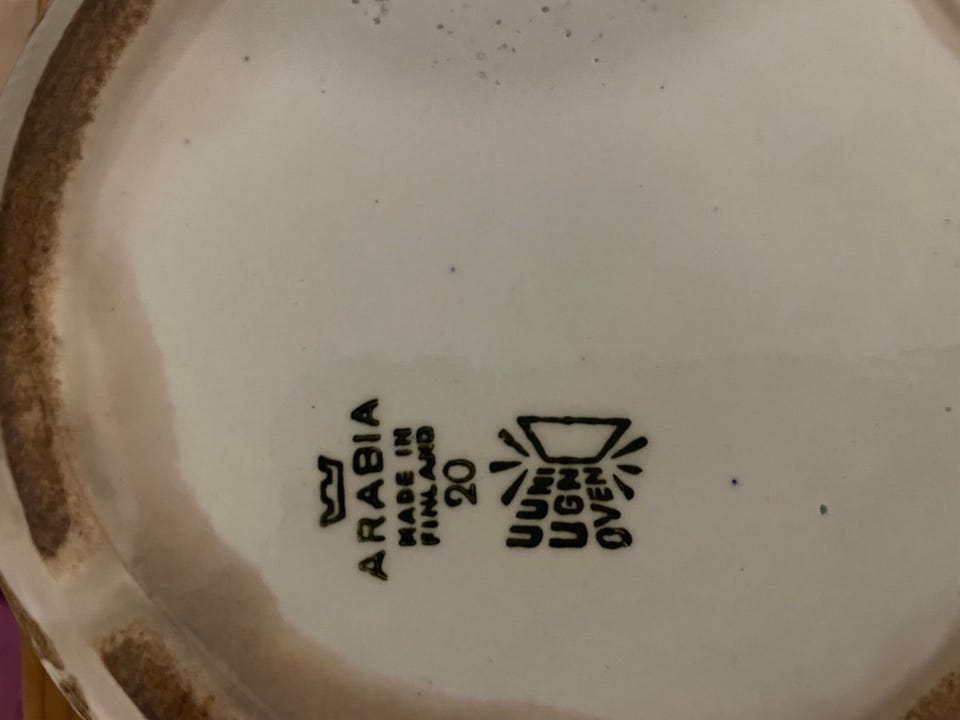 ARABIA
MADE IN
FINLAND
20
UUNI
UGN
OVEN